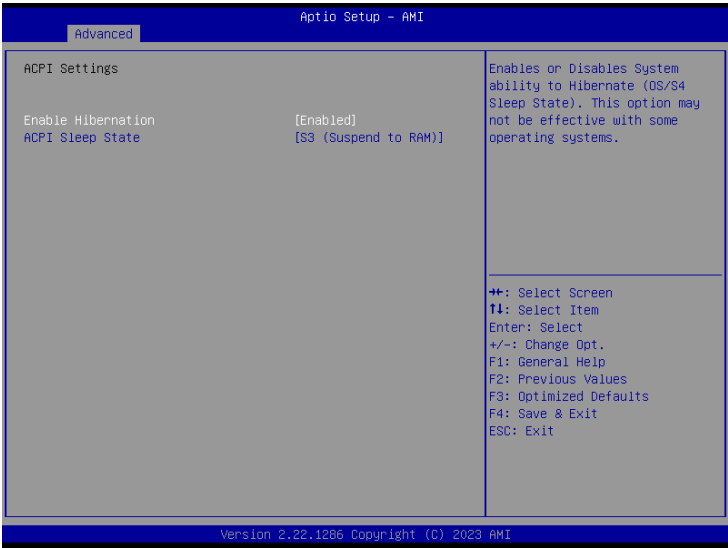 Aptio Setup – AMI
Advanced
ACPI Settings
Enable Hibernation [Enabled]
ACPI Sleep State [S3 (Suspend to RAM)]
Enables or Disables System
ability to Hibernate (OS/S4
Sleep State). This option may
not be effective with some
operating systems.
→←: Select Screen
↑↓: Select Item
Enter: Select
+/-: Change Opt.
F1: General Help
F2: Previous Values
F3: Optimized Defaults
F4: Save & Exit
ESC: Exit
Version 2.22.1286 Copyright (C) 2023 AMI